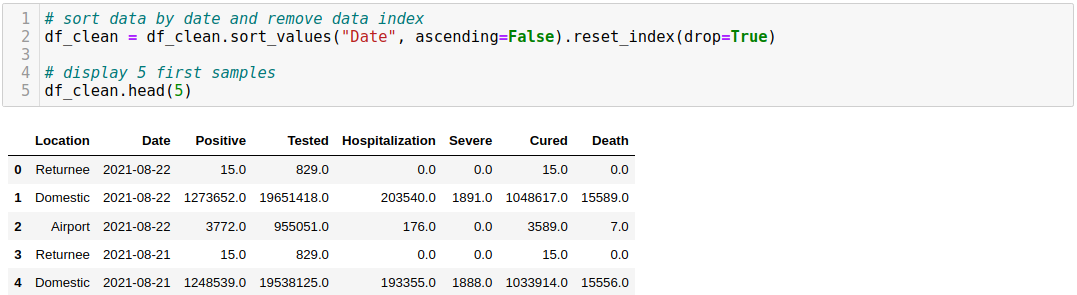 1 # sort data by date and remove data index
2 df_clean = df_clean.sort_values("Date", ascending=False).reset_index(drop=True)
3
4 # display 5 first samples
5 df_clean.head(5)
Location Date Positive Tested Hospitalization Severe Cured Death
0 Returnee 2021-08-22 15.0 829.0 0.0 0.0 15.0 0.0
1 Domestic 2021-08-22 1273652.0 19651418.0 203540.0 1891.0 1048617.0 15589.0
2 Airport 2021-08-22 3772.0 955051.0 176.0 0.0 3589.0 7.0
3 Returnee 2021-08-21 15.0 829.0 0.0 0.0 15.0 0.0
4 Domestic 2021-08-21 1248539.0 19538125.0 193355.0 1888.0 1033914.0 15556.0